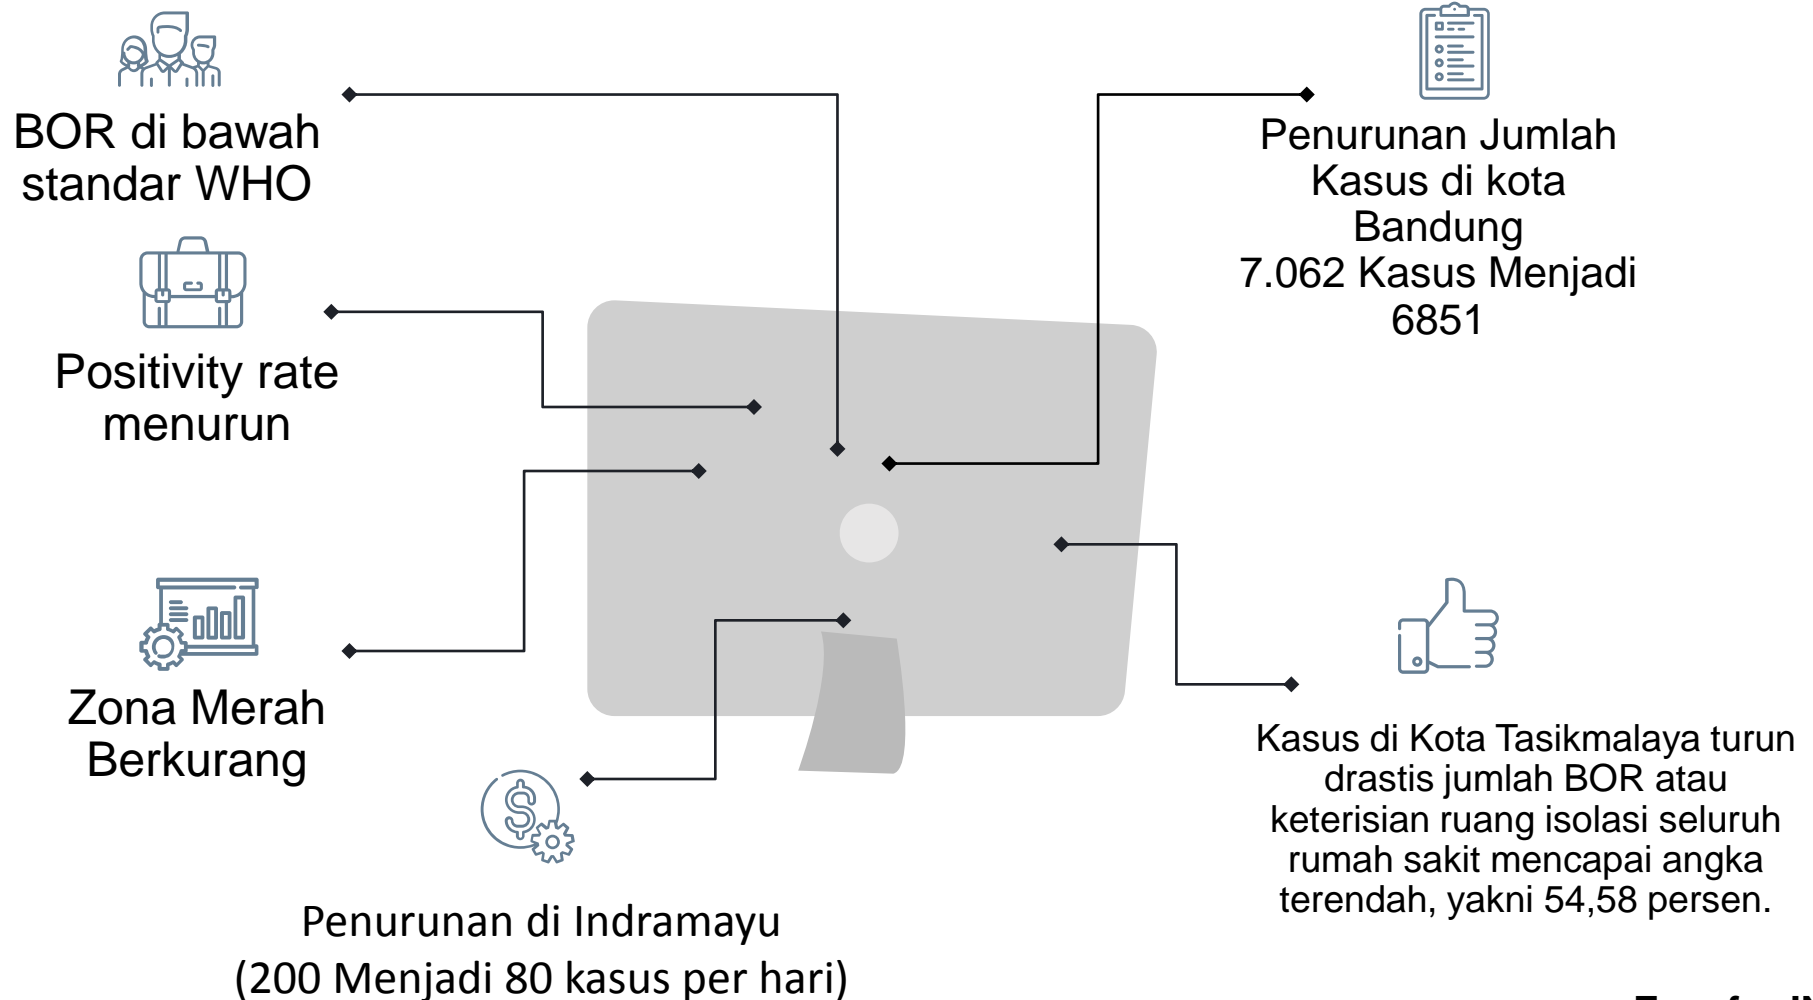 BOR di bawah
standar WHO
Positivity rate
menurun
Zona Merah
Berkurang
Penurunan di Indramayu
(200 Menjadi 80 kasus per hari)
Penurunan Jumlah
Kasus di kota
Bandung
7.062 Kasus Menjadi
6851
Kasus di Kota Tasikmalaya turun
drastis jumlah BOR atau
keterisian ruang isolasi seluruh
rumah sakit mencapai angka
terendah, yakni 54,58 persen.